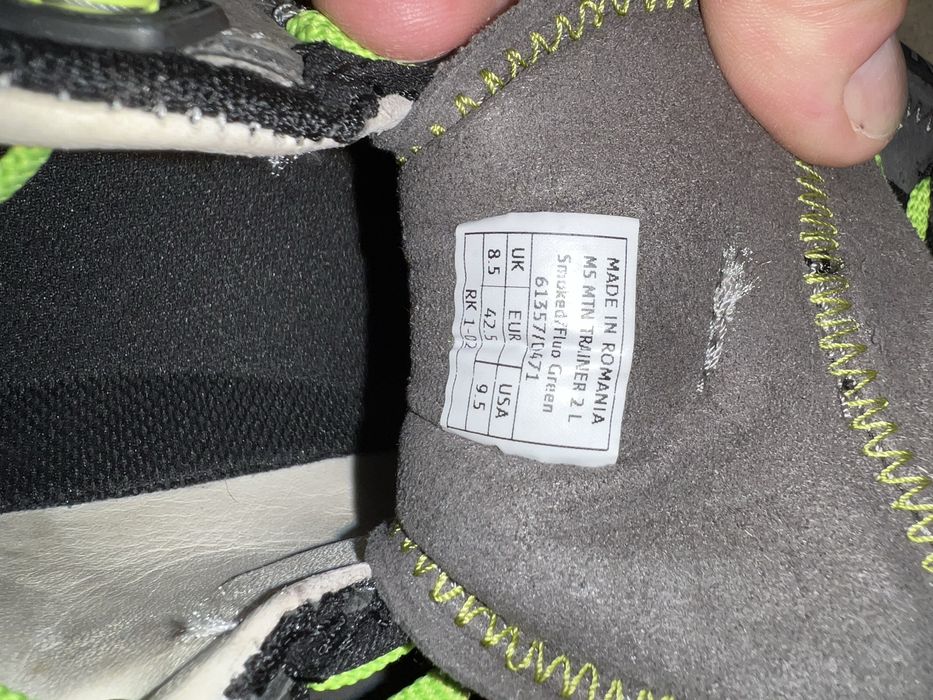 MADE IN ROMANIA
MS MTN TRAINER 2 L
Smoked/Fluo Green
61357/0471
UK EUR USA
8.5 42.5 9.5
RK 1-02